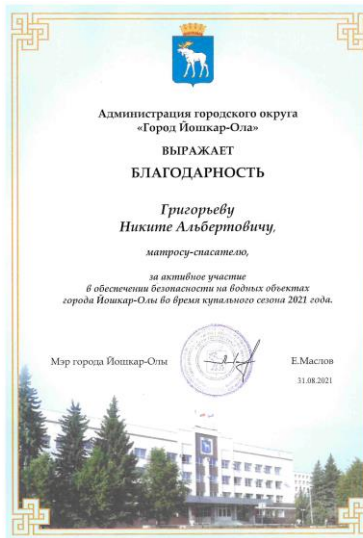 Администрация городского округа
«Город Йошкар-Ола»
ВЫРАЖАЕТ
БЛАГОДАРНОСТЬ
Григорьеву
Никите Альбертовичу,
матросу-спасателю,
за активное участие
в обеспечении безопасности на водных объектах
города Йошкар-Олы во время купального сезона 2021 года.
Мэр города Йошкар-Олы Е.Маслов
31.08.2021